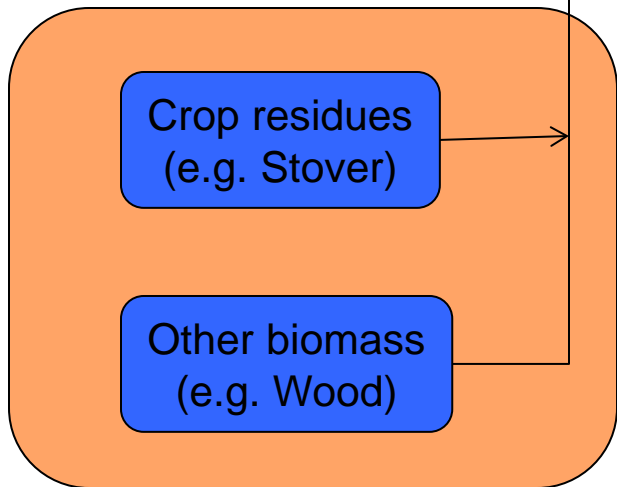 Crop residues
(e.g. Stover)
Other biomass
(e.g. Wood)